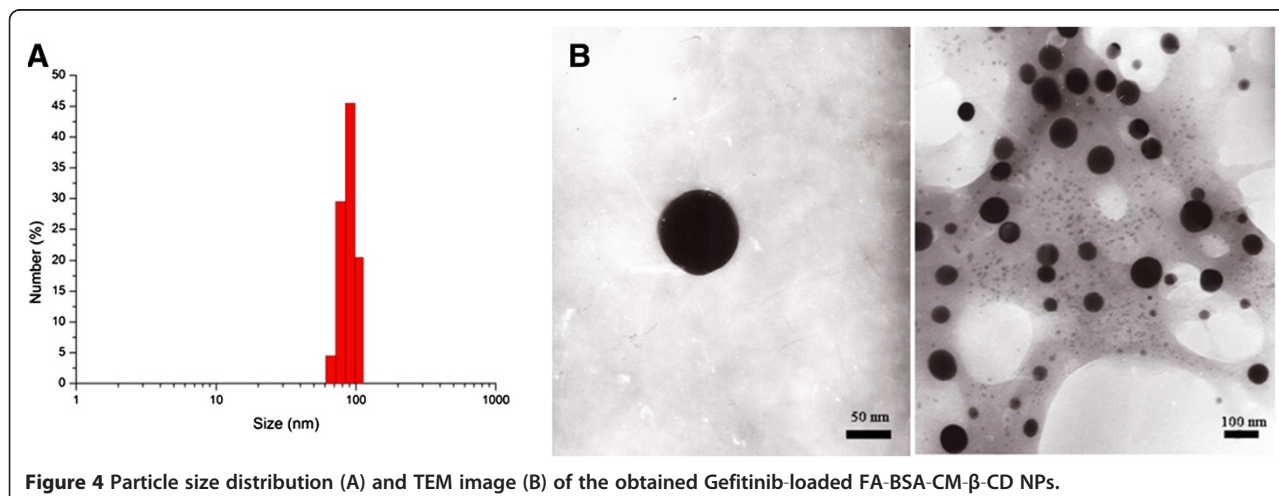 A
50
45
40
35
30
25
20
15
10
5
0
Number (%)
1
10
100
1000
Size (nm)
B
50 nm
100 nm
Figure 4 Particle size distribution (A) and TEM image (B) of the obtained Gefitinib-loaded FA-BSA-CM-β-CD NPs.